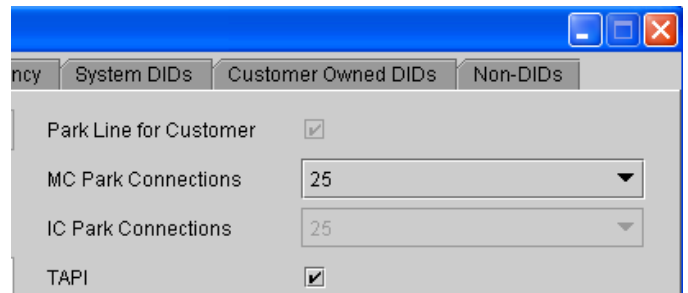 ncy System DIDs Customer Owned DIDs Non-DIDs
Park Line for Customer
MC Park Connections 25
IC Park Connections 25
TAPI